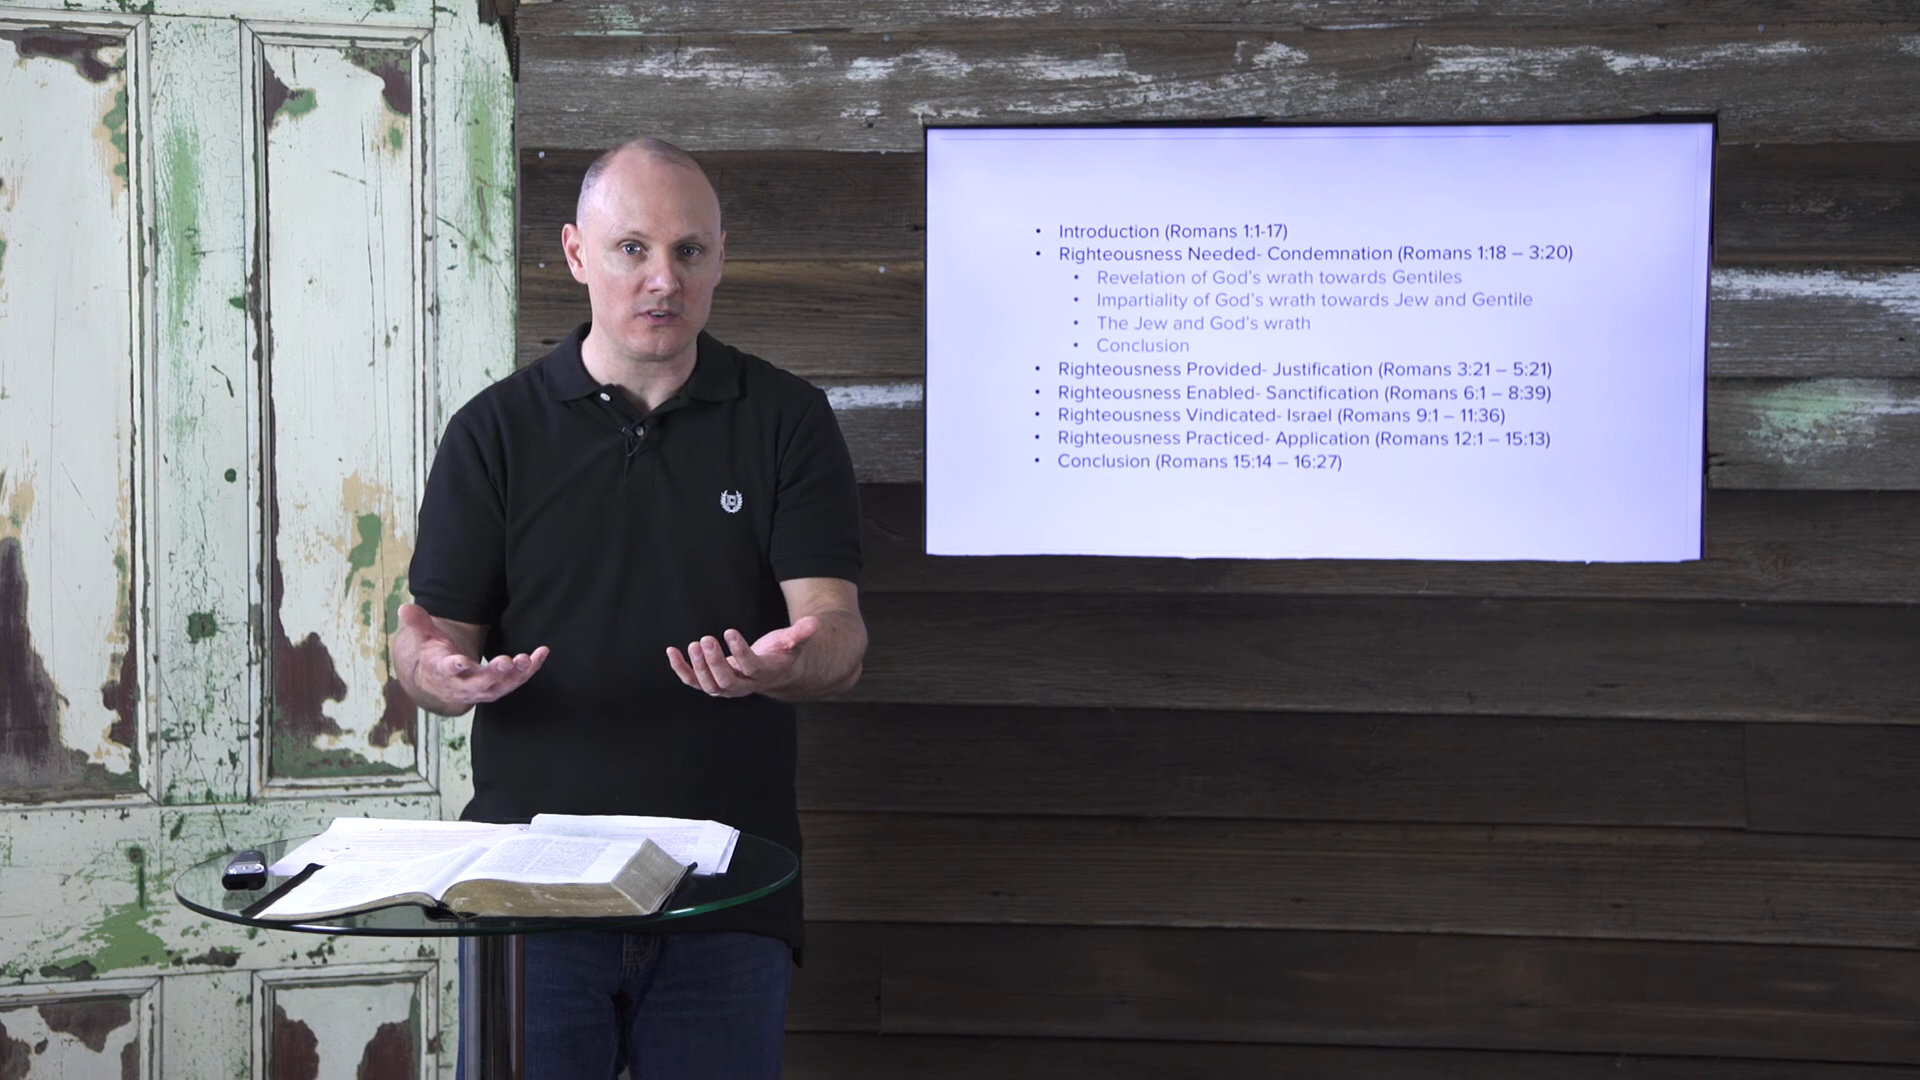 • Introduction (Romans 1:1-17)
• Righteousness Needed- Condemnation (Romans 1:18 – 3:20)
• Revelation of God's wrath towards Gentiles
• Impartiality of God's wrath towards Jew and Gentile
• The Jew and God's wrath
• Conclusion
• Righteousness Provided- Justification (Romans 3:21 – 5:21)
• Righteousness Enabled- Sanctification (Romans 6:1 – 8:39)
• Righteousness Vindicated- Israel (Romans 9:1 – 11:36)
• Righteousness Practiced- Application (Romans 12:1 – 15:13)
• Conclusion (Romans 15:14 – 16:27)